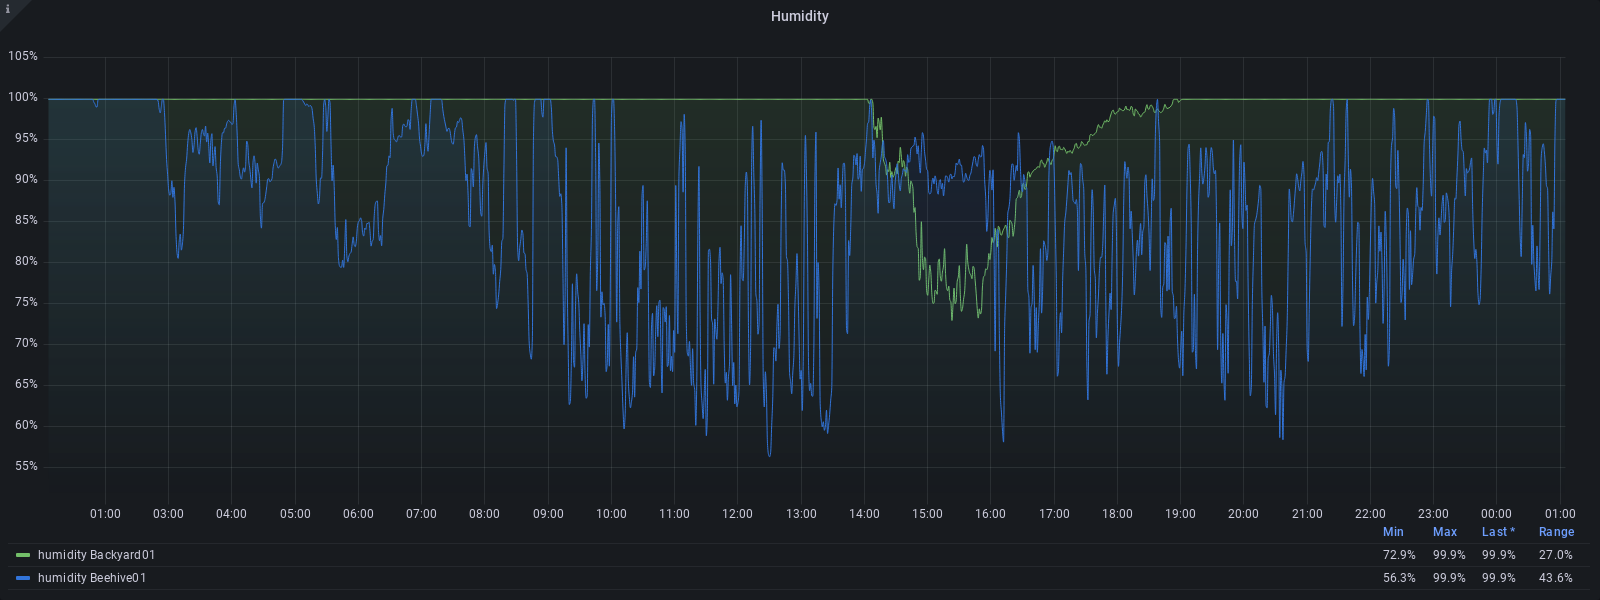 i
Humidity
105%
100%
95%
90%
85%
80%
75%
70%
65%
60%
55%
01:00 03:00 04:00 05:00 06:00 07:00 08:00 09:00 10:00 11:00 12:00 13:00 14:00 15:00 16:00 17:00 18:00 19:00 20:00 21:00 22:00 23:00 00:00 01:00
Min Max Last * Range
humidity Backyard01 72.9% 99.9% 99.9% 27.0%
humidity Beehive01 56.3% 99.9% 99.9% 43.6%